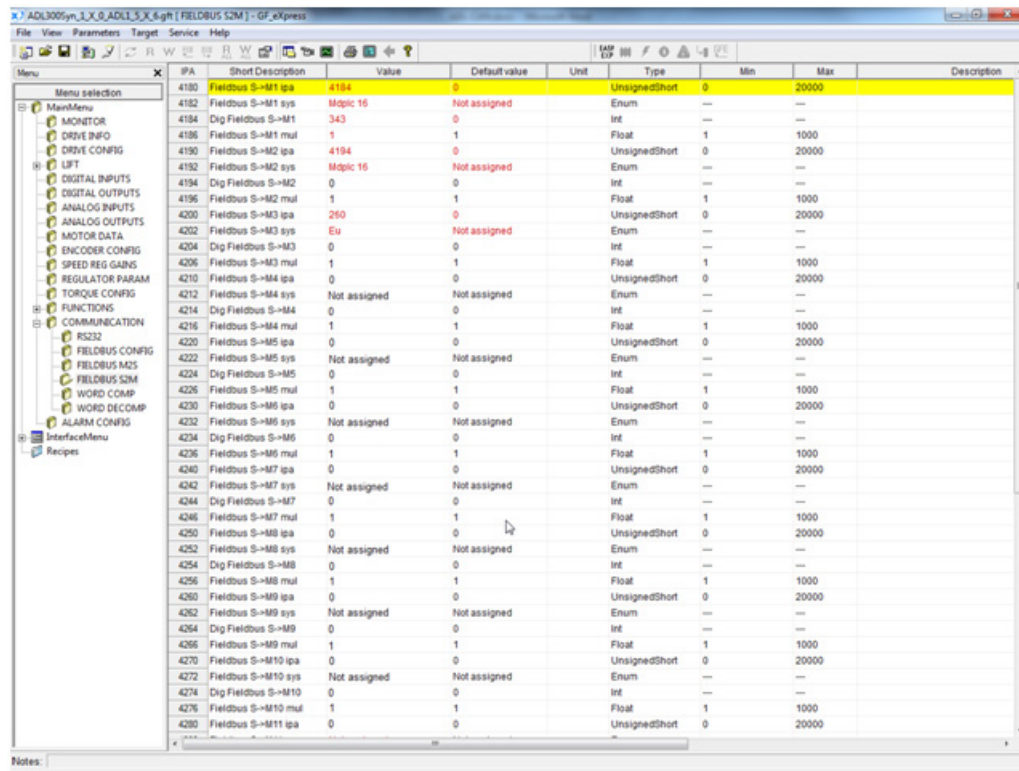 ADL300Syn_1_X_0_ADL1_5_X_6.gft [ FIELDBUS S2M ] - GF_eXpress
File View Parameters Target Service Help
Menu
Menu selection
MainMenu
MONITOR
DRIVE INFO
DRIVE CONFIG
LIFT
DIGITAL INPUTS
DIGITAL OUTPUTS
ANALOG INPUTS
ANALOG OUTPUTS
MOTOR DATA
ENCODER CONFIG
SPEED REG GAINS
REGULATOR PARAM
TORQUE CONFIG
FUNCTIONS
COMMUNICATION
RS232
FIELDBUS CONFIG
FIELDBUS M2S
FIELDBUS S2M
WORD COMP
WORD DECOMP
ALARM CONFIG
InterfaceMenu
Recipes
IPA Short Description Value Default value Unit Type Min Max Description
4180 Fieldbus S->M1 ipa 4184 0 UnsignedShort 0 20000
4182 Fieldbus S->M1 sys Mdplc 16 Not assigned Enum --- ---
4184 Dig Fieldbus S->M1 343 0 Int --- ---
4186 Fieldbus S->M1 mul 1 1 Float 1 1000
4190 Fieldbus S->M2 ipa 4194 0 UnsignedShort 0 20000
4192 Fieldbus S->M2 sys Mdplc 16 Not assigned Enum --- ---
4194 Dig Fieldbus S->M2 0 0 Int --- ---
4196 Fieldbus S->M2 mul 1 1 Float 1 1000
4200 Fieldbus S->M3 ipa 260 0 UnsignedShort 0 20000
4202 Fieldbus S->M3 sys Eu Not assigned Enum --- ---
4204 Dig Fieldbus S->M3 0 0 Int --- ---
4206 Fieldbus S->M3 mul 1 1 Float 1 1000
4210 Fieldbus S->M4 ipa 0 0 UnsignedShort 0 20000
4212 Fieldbus S->M4 sys Not assigned Not assigned Enum --- ---
4214 Dig Fieldbus S->M4 0 0 Int --- ---
4216 Fieldbus S->M4 mul 1 1 Float 1 1000
4220 Fieldbus S->M5 ipa 0 0 UnsignedShort 0 20000
4222 Fieldbus S->M5 sys Not assigned Not assigned Enum --- ---
4224 Dig Fieldbus S->M5 0 0 Int --- ---
4226 Fieldbus S->M5 mul 1 1 Float 1 1000
4230 Fieldbus S->M6 ipa 0 0 UnsignedShort 0 20000
4232 Fieldbus S->M6 sys Not assigned Not assigned Enum --- ---
4234 Dig Fieldbus S->M6 0 0 Int --- ---
4236 Fieldbus S->M6 mul 1 1 Float 1 1000
4240 Fieldbus S->M7 ipa 0 0 UnsignedShort 0 20000
4242 Fieldbus S->M7 sys Not assigned Not assigned Enum --- ---
4244 Dig Fieldbus S->M7 0 0 Int --- ---
4246 Fieldbus S->M7 mul 1 1 Float 1 1000
4250 Fieldbus S->M8 ipa 0 0 UnsignedShort 0 20000
4252 Fieldbus S->M8 sys Not assigned Not assigned Enum --- ---
4254 Dig Fieldbus S->M8 0 0 Int --- ---
4256 Fieldbus S->M8 mul 1 1 Float 1 1000
4260 Fieldbus S->M9 ipa 0 0 UnsignedShort 0 20000
4262 Fieldbus S->M9 sys Not assigned Not assigned Enum --- ---
4264 Dig Fieldbus S->M9 0 0 Int --- ---
4266 Fieldbus S->M9 mul 1 1 Float 1 1000
4270 Fieldbus S->M10 ipa 0 0 UnsignedShort 0 20000
4272 Fieldbus S->M10 sys Not assigned Not assigned Enum --- ---
4274 Dig Fieldbus S->M10 0 0 Int --- ---
4276 Fieldbus S->M10 mul 1 1 Float 1 1000
4280 Fieldbus S->M11 ipa 0 0 UnsignedShort 0 20000
Notes: